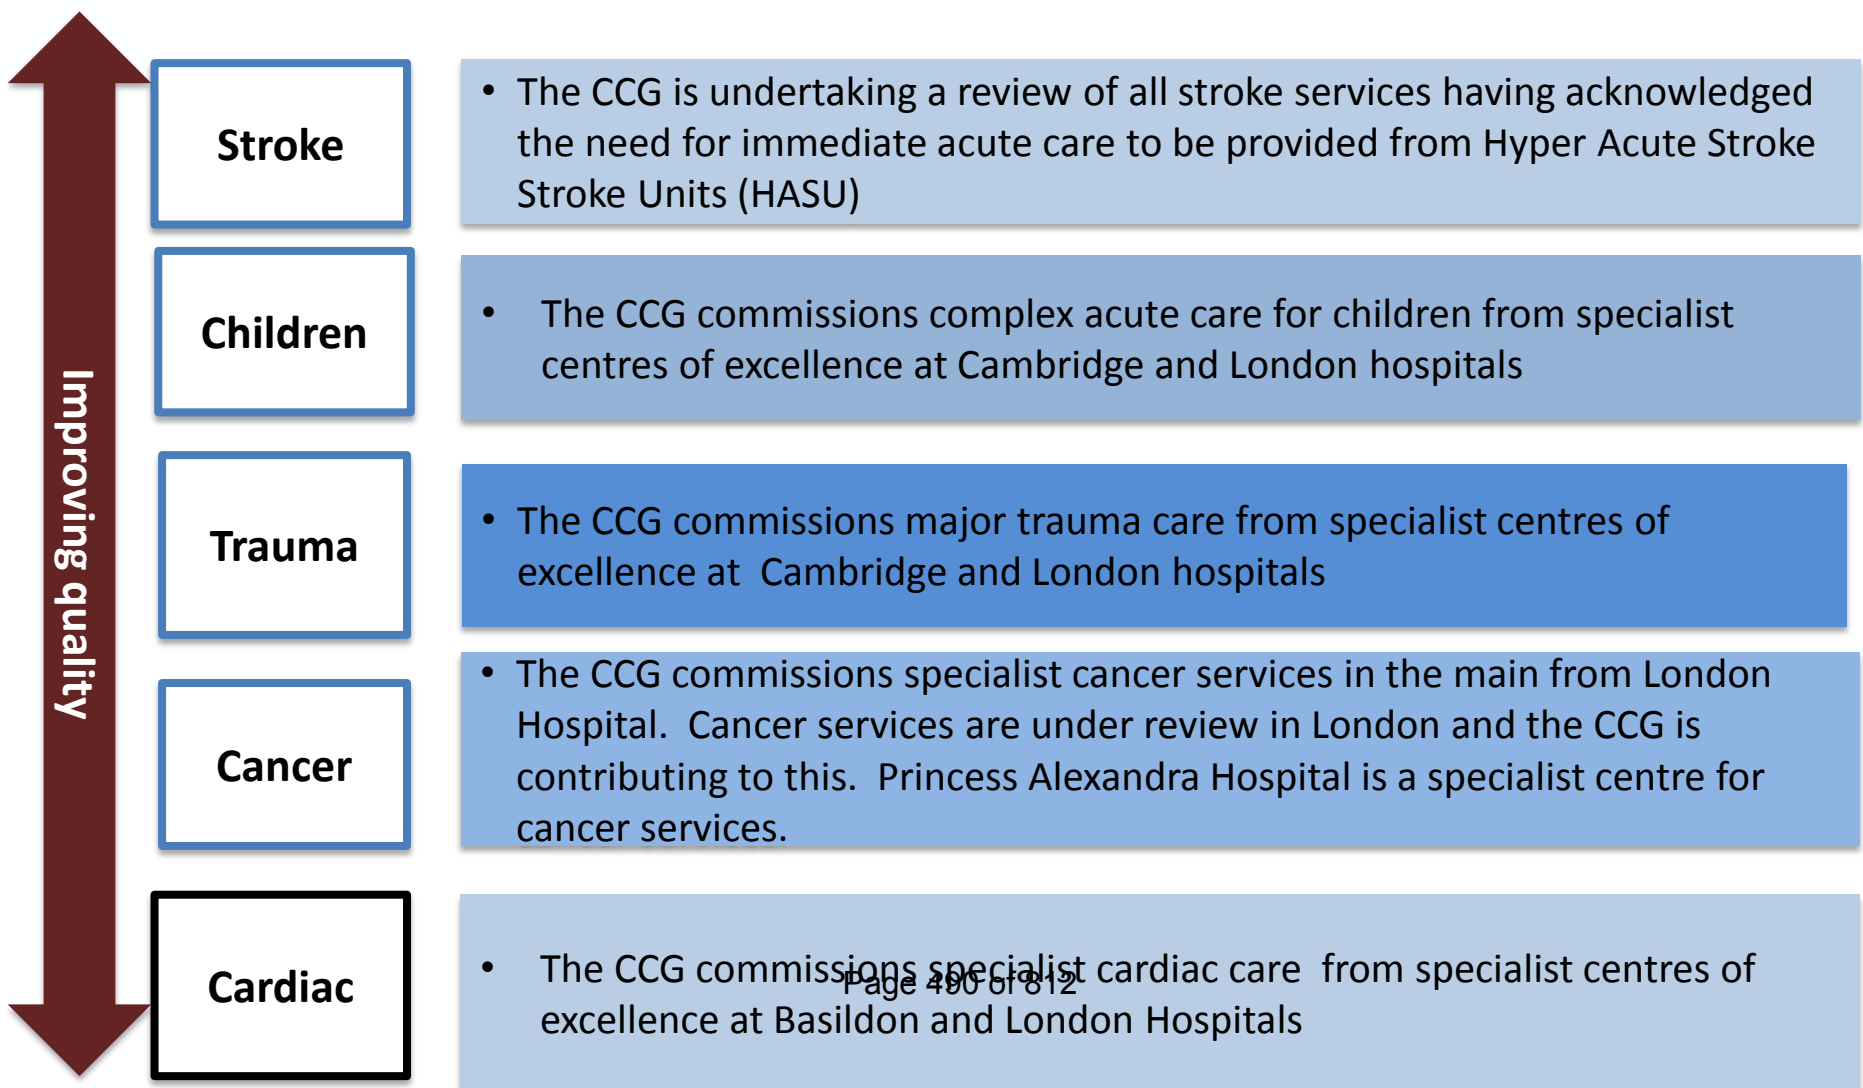 Improving quality
Stroke
• The CCG is undertaking a review of all stroke services having acknowledged
the need for immediate acute care to be provided from Hyper Acute Stroke
Stroke Units (HASU)
Children
• The CCG commissions complex acute care for children from specialist
centres of excellence at Cambridge and London hospitals
Trauma
• The CCG commissions major trauma care from specialist centres of
excellence at  Cambridge and London hospitals
Cancer
• The CCG commissions specialist cancer services in the main from London
Hospital.  Cancer services are under review in London and the CCG is
contributing to this.  Princess Alexandra Hospital is a specialist centre for
cancer services.
Cardiac
• The CCG commissions specialist cardiac care  from specialist centres of
excellence at Basildon and London Hospitals
Page 490 of 812